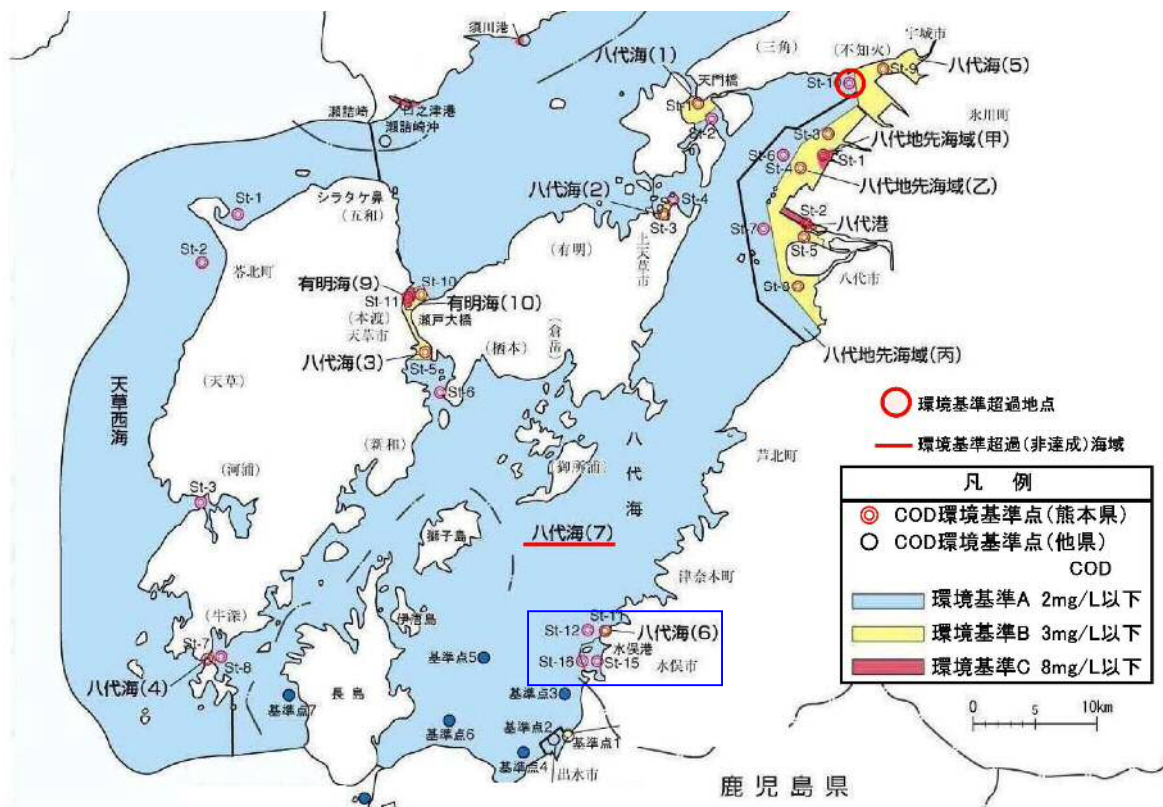 須川港
八代海(1)
(三角)
(不知火)
宇城市
天門橋
St-9
八代海(5)
St-1
瀬詰崎
口之津港
瀬詰崎沖
St-2
氷川町
St-3
八代地先海域(甲)
St-6
St-1
St-4
シラタケ鼻
St-1
(五和)
八代海(2)
St-4
八代地先海域(乙)
St-3
St-2
八代港
St-7
St-5
八代市
St-2
苓北町
(有明)
上天草市
有明海(9)
St-10
St-11
有明海(10)
St-8
(本渡)
天草市
瀬戸大橋
(倉岳)
(栖本)
八代海(3)
St-5
八代地先海域(丙)
天草西海
(天草)
St-6
環境基準超過地点
八代海
環境基準超過(非達成)海域
(新和)
(河浦)
(御所浦)
芦北町
St-3
凡 例
COD環境基準点(熊本県)
COD環境基準点(他県)
COD
獅子島
八代海(7)
津奈木町
環境基準A 2mg/L以下
(牛深)
伊唐島
St-12
八代海(6)
環境基準B 3mg/L以下
水俣港
St-7
St-8
基準点5
St-15
水俣市
環境基準C 8mg/L以下
八代海(4)
長島
基準点3
基準点7
基準点6
基準点2
基準点1
基準点4
出水市
0 5 10km
鹿児島県